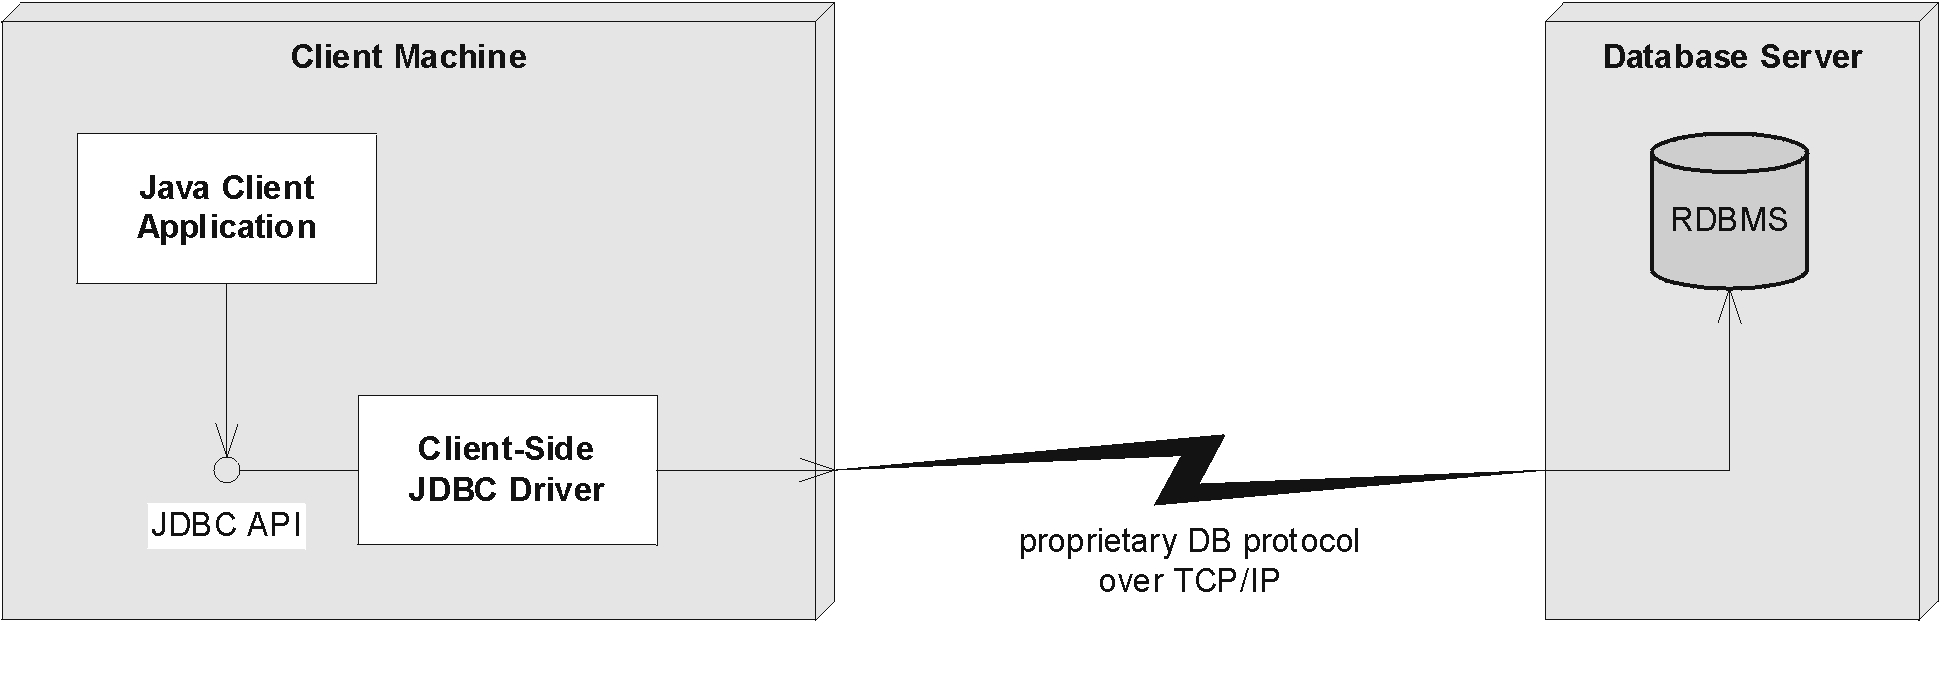 Client Machine
Database Server
Java Client
Application
RDBMS
Client-Side
JDBC Driver
JDBC API
proprietary DB protocol
over TCP/IP